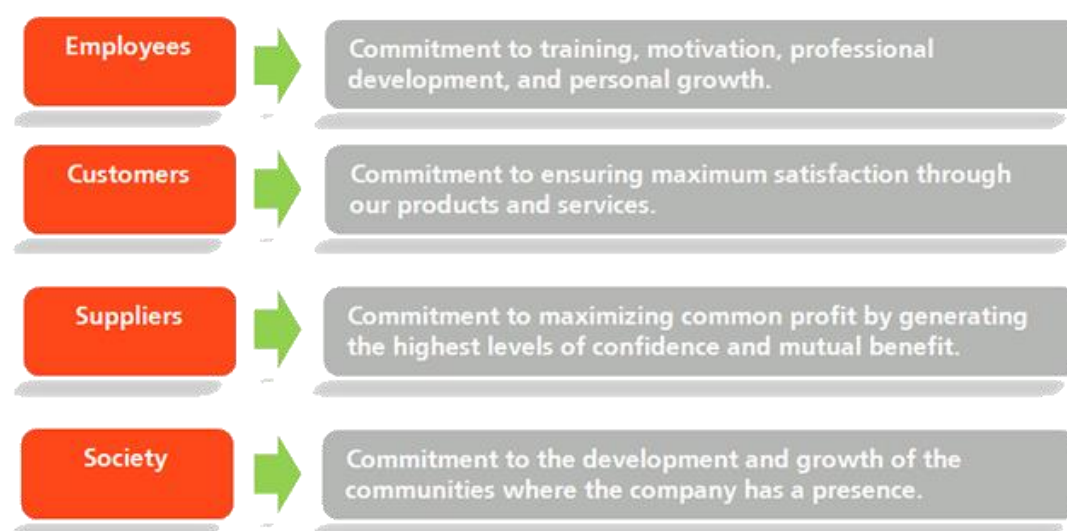 Employees
Commitment to training, motivation, professional
development, and personal growth.
Customers
Commitment to ensuring maximum satisfaction through
our products and services.
Suppliers
Commitment to maximizing common profit by generating
the highest levels of confidence and mutual benefit.
Society
Commitment to the development and growth of the
communities where the company has a presence.